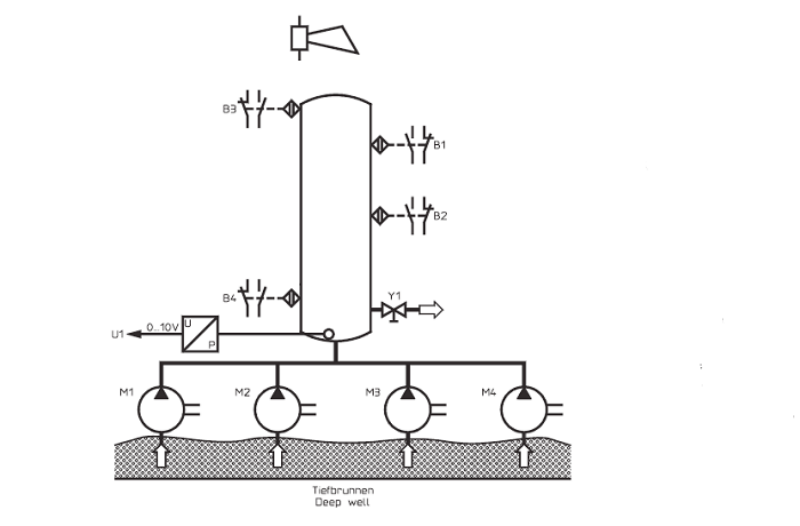 B3
B1
B2
B4
Y1
U1
0...10V
U
P
M1
M2
M3
M4
Tiefbrunnen
Deep well